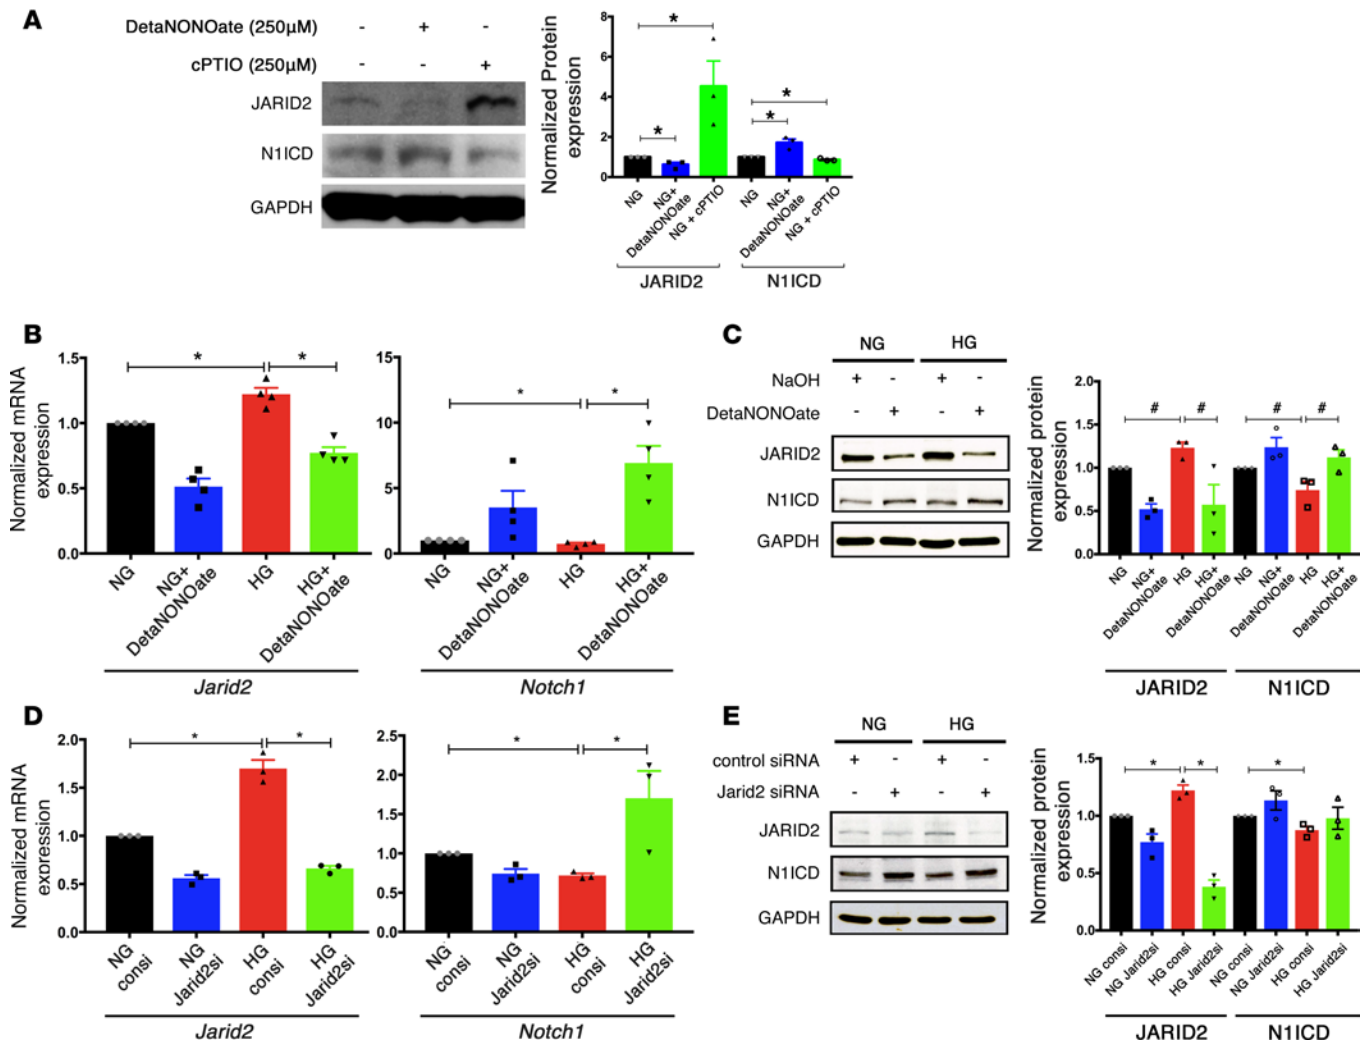 A
DetaNONOate (250μM) - + -
cPTIO (250μM) - - +
JARID2
N1ICD
GAPDH
Normalized Protein
expression
8
6
4
2
0
* * * *
NG
NG+
DetaNONOate
NG + cPTIO
NG
NG+
DetaNONOate
NG + cPTIO
JARID2 N1ICD
B
Normalized mRNA
expression
1.5
1.0
0.5
0.0
* *
NG
NG+
DetaNONOate
HG
HG+
DetaNONOate
Jarid2
15
10
5
0
* *
NG
NG+
DetaNONOate
HG
HG+
DetaNONOate
Notch1
C
NG HG
NaOH + - + -
DetaNONOate - + - +
JARID2
N1ICD
GAPDH
Normalized protein
expression
2.0
1.5
1.0
0.5
0.0
# # # #
NG
NG+
DetaNONOate
HG
HG+
DetaNONOate
NG
NG+
DetaNONOate
HG
HG+
DetaNONOate
JARID2 N1ICD
D
Normalized mRNA
expression
2.0
1.5
1.0
0.5
0.0
* *
NG
consi
NG
Jarid2si
HG
consi
HG
Jarid2si
Jarid2
2.5
2.0
1.5
1.0
0.5
0.0
* *
NG
consi
NG
Jarid2si
HG
consi
HG
Jarid2si
Notch1
E
NG HG
control siRNA + - + -
Jarid2 siRNA - + - +
JARID2
N1ICD
GAPDH
Normalized protein
expression
1.5
1.0
0.5
0.0
* * *
NG consi
NG Jarid2si
HG consi
HG Jarid2si
NG consi
NG Jarid2si
HG consi
HG Jarid2si
JARID2 N1ICD